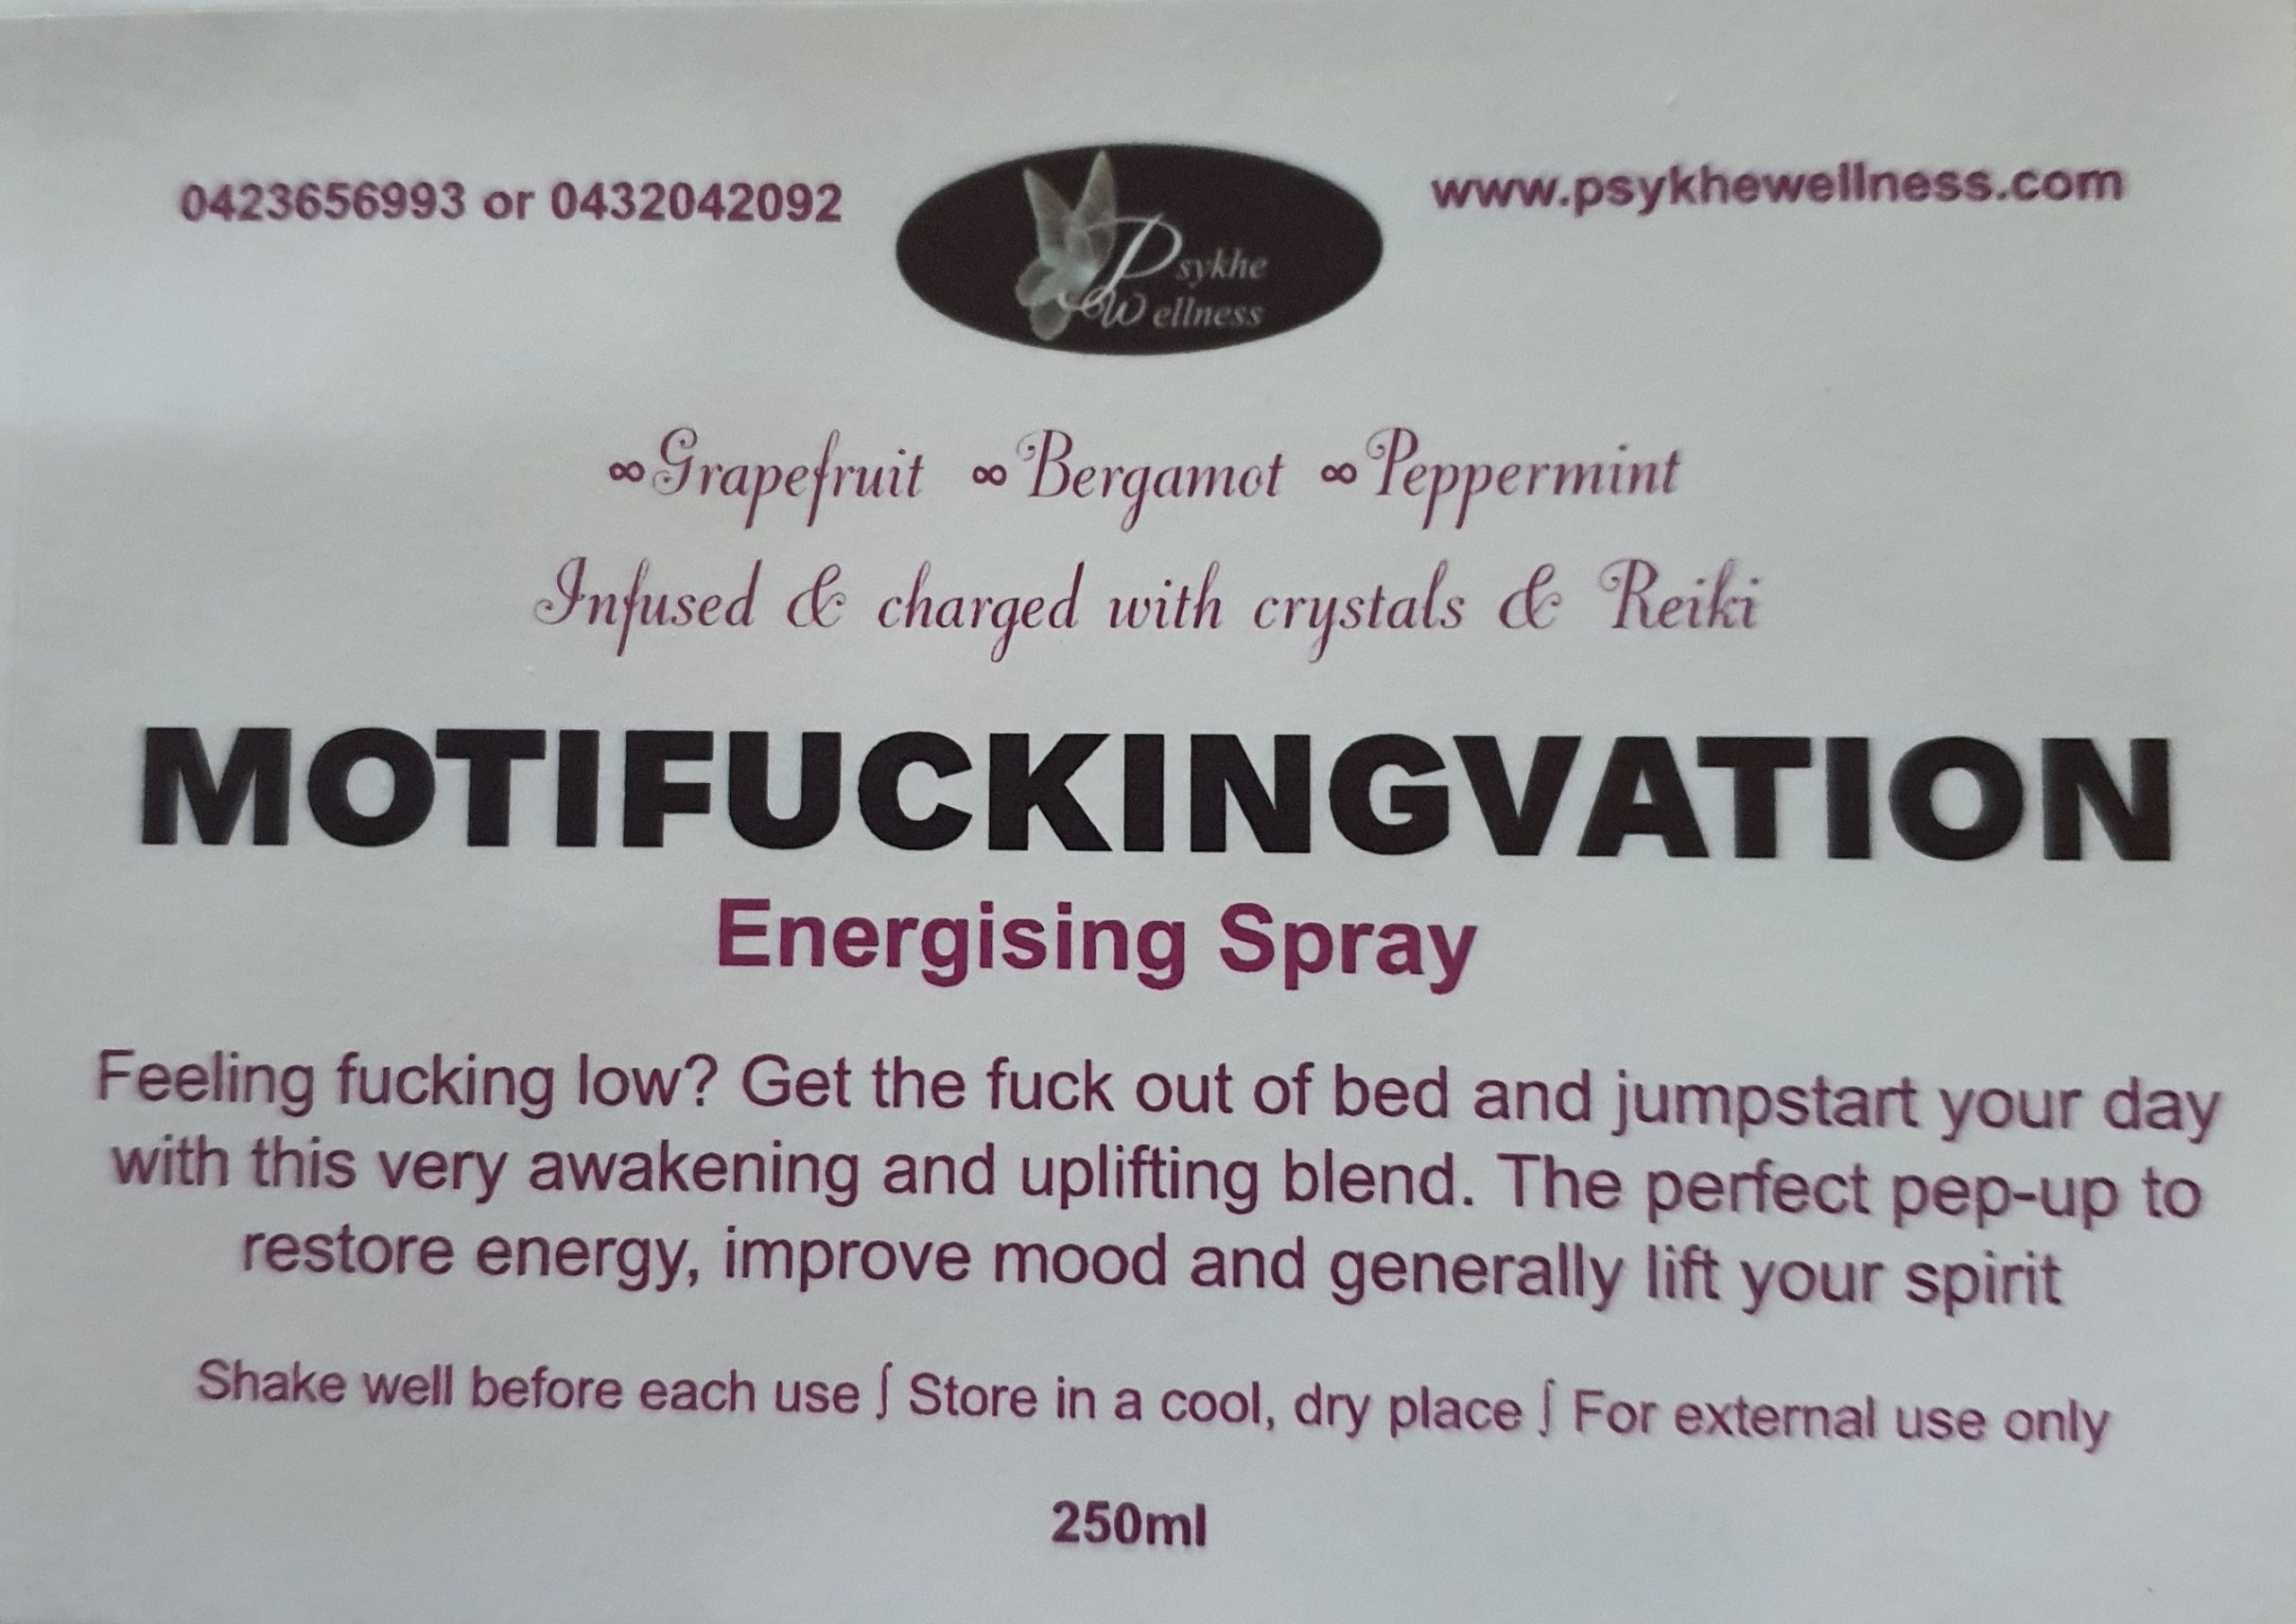 0423656993 or 0432042092
Psykhe
Wellness
www.psykhewellness.com
∞Grapefruit ∞Bergamot ∞Peppermint
Infused & charged with crystals & Reiki
MOTIFUCKINGVATION
Energising Spray
Feeling fucking low? Get the fuck out of bed and jumpstart your day
with this very awakening and uplifting blend. The perfect pep-up to
restore energy, improve mood and generally lift your spirit
Shake well before each use ∫ Store in a cool, dry place ∫ For external use only
250ml